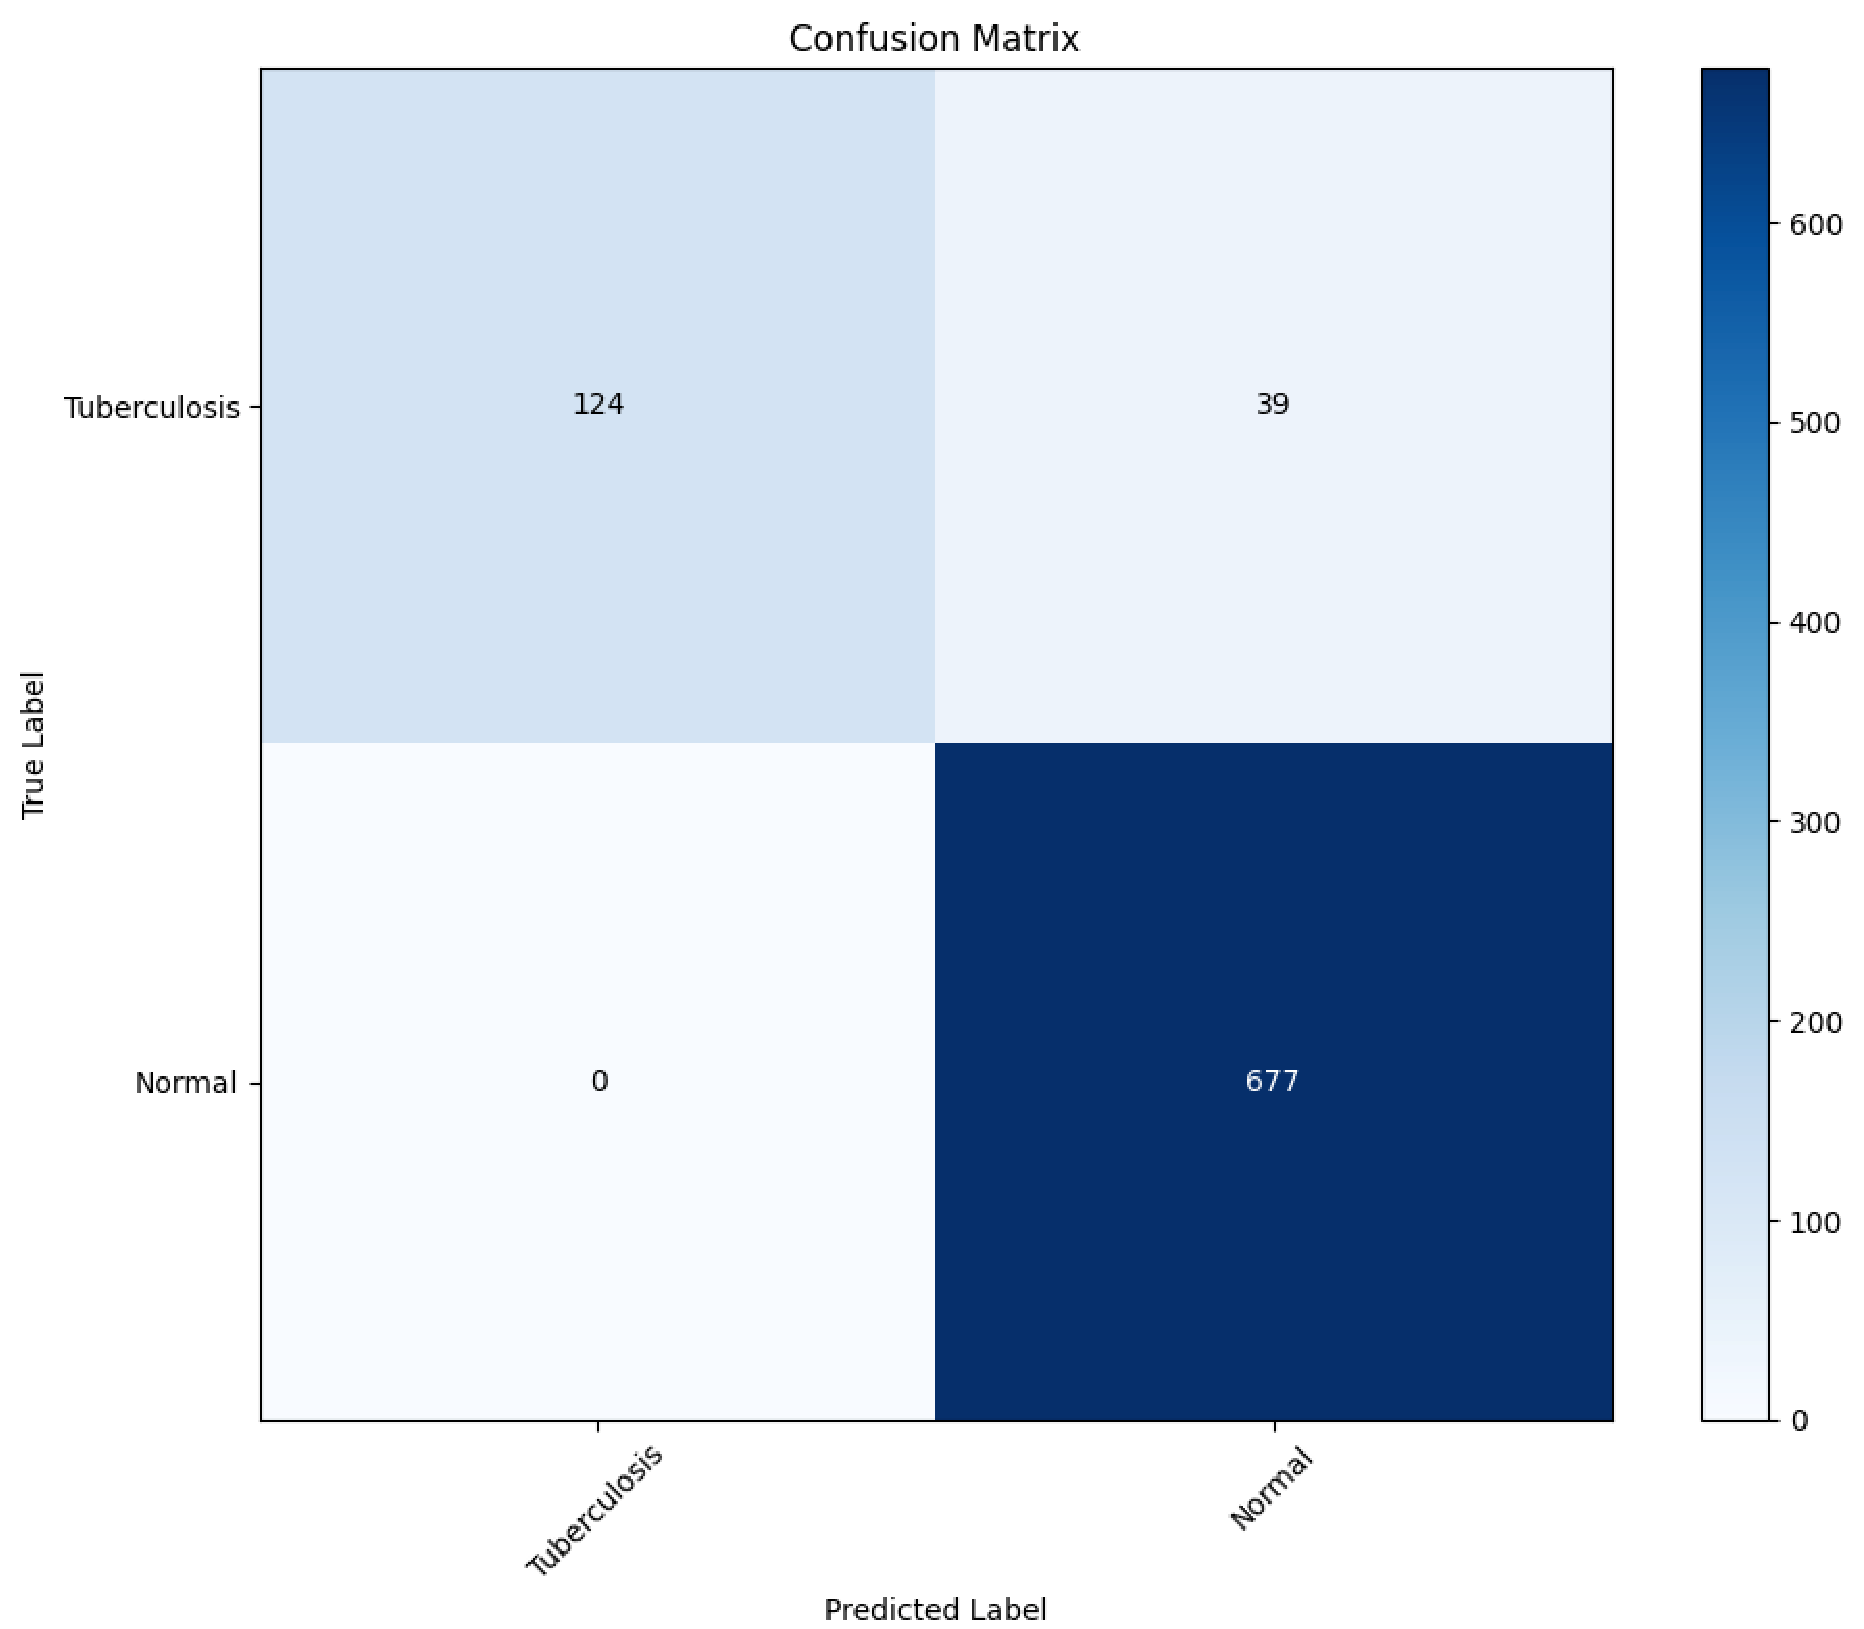 Confusion Matrix
True Label
Tuberculosis
124
39
Normal
0
677
Tuberculosis
Normal
Predicted Label
600
500
400
300
200
100
0